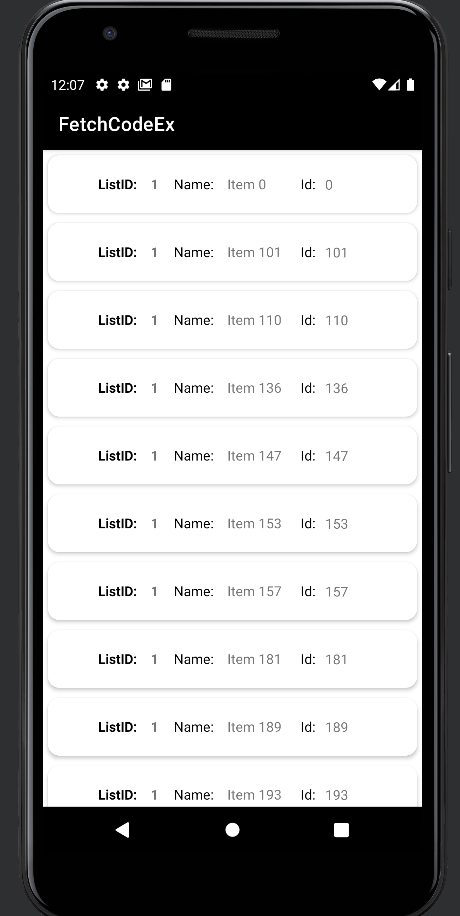 12:07
FetchCodeEx
ListID: 1 Name: Item 0 Id: 0
ListID: 1 Name: Item 101 Id: 101
ListID: 1 Name: Item 110 Id: 110
ListID: 1 Name: Item 136 Id: 136
ListID: 1 Name: Item 147 Id: 147
ListID: 1 Name: Item 153 Id: 153
ListID: 1 Name: Item 157 Id: 157
ListID: 1 Name: Item 181 Id: 181
ListID: 1 Name: Item 189 Id: 189
ListID: 1 Name: Item 193 Id: 193